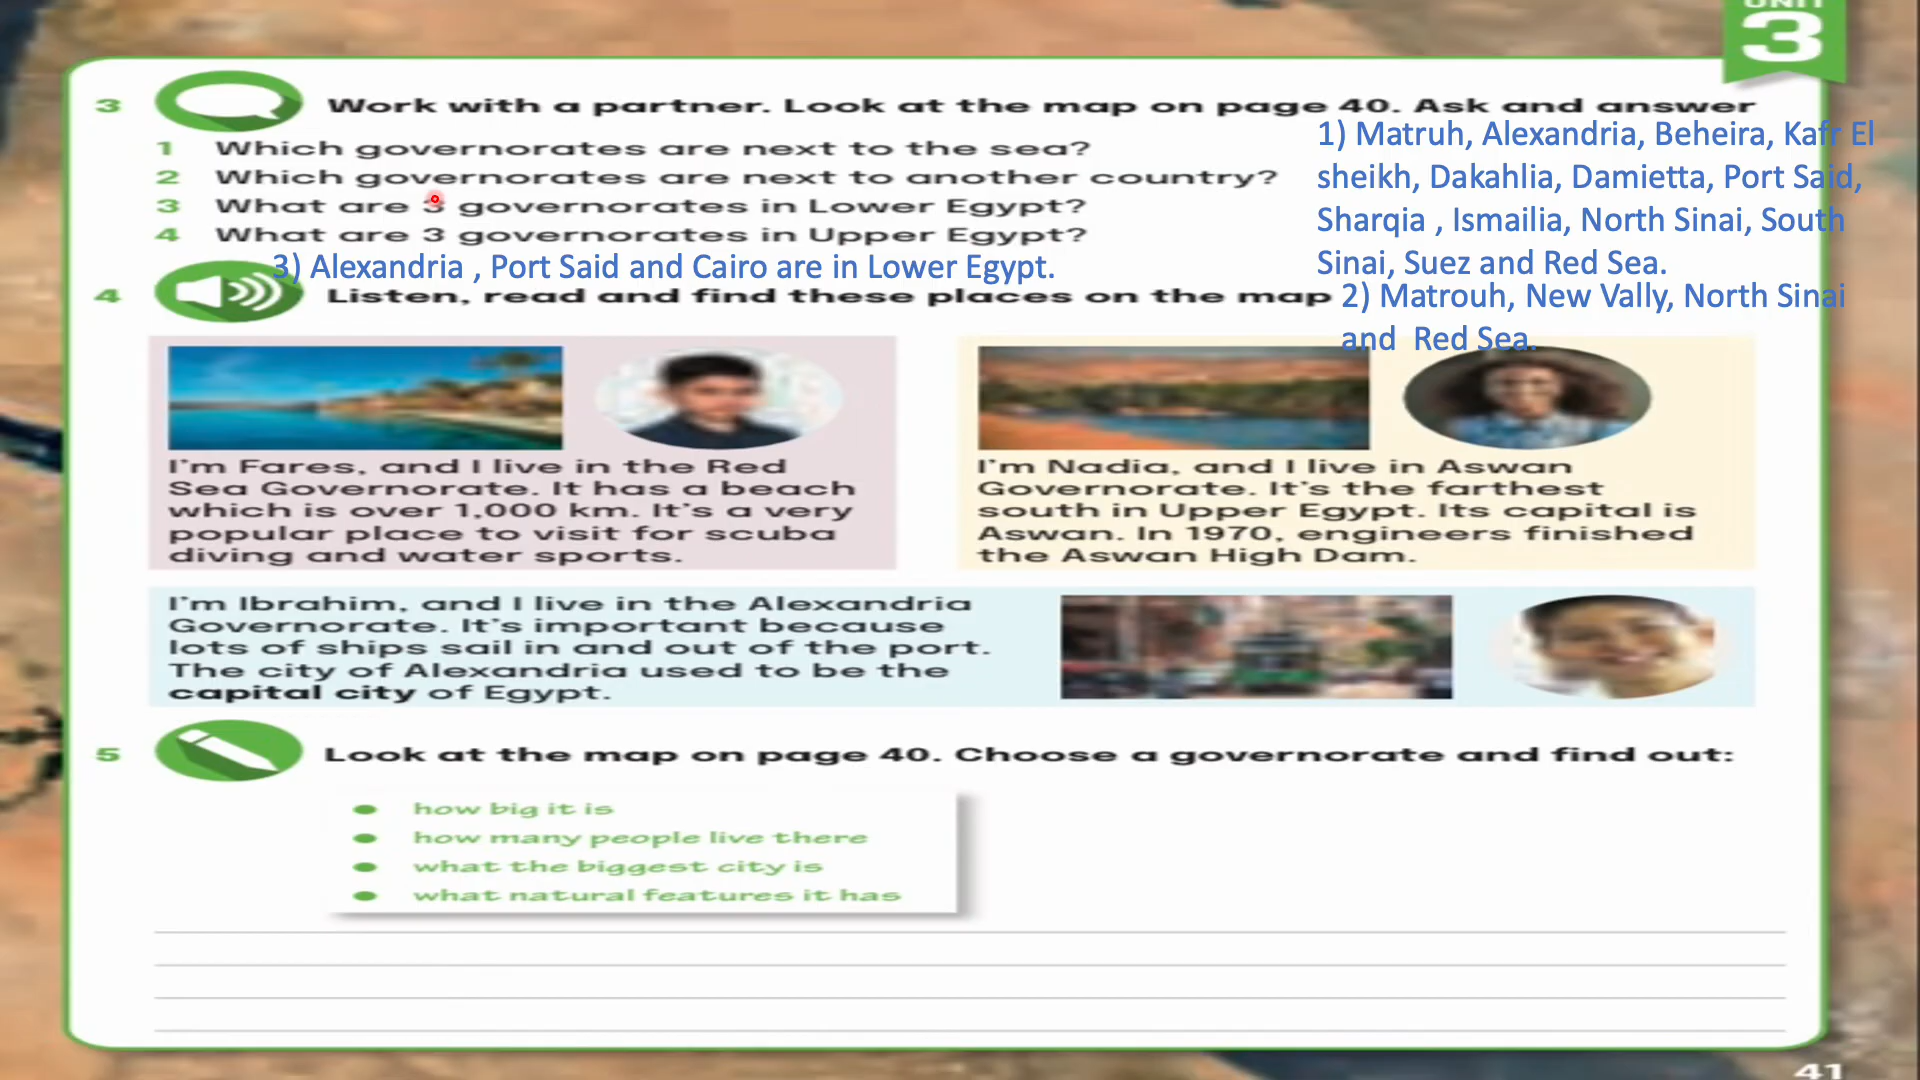 UNIT
3
3 Work with a partner. Look at the map on page 40. Ask and answer
1 Which governorates are next to the sea?
2 Which governorates are next to another country?
3 What are 3 governorates in Lower Egypt?
4 What are 3 governorates in Upper Egypt?
1) Matruh, Alexandria, Beheira, Kafr El
sheikh, Dakahlia, Damietta, Port Said,
Sharqia , Ismailia, North Sinai, South
Sinai, Suez and Red Sea.
2) Matrouh, New Vally, North Sinai
and Red Sea.
3) Alexandria , Port Said and Cairo are in Lower Egypt.
4 Listen, read and find these places on the map
I'm Fares, and I live in the Red
Sea Governorate. It has a beach
which is over 1,000 km. It's a very
popular place to visit for scuba
diving and water sports.
I'm Nadia, and I live in Aswan
Governorate. It's the farthest
south in Upper Egypt. Its capital is
Aswan. In 1970, engineers finished
the Aswan High Dam.
I'm Ibrahim, and I live in the Alexandria
Governorate. It's important because
lots of ships sail in and out of the port.
The city of Alexandria used to be the
capital city of Egypt.
5 Look at the map on page 40. Choose a governorate and find out:
● how big it is
● how many people live there
● what the biggest city is
● what natural features it has
41